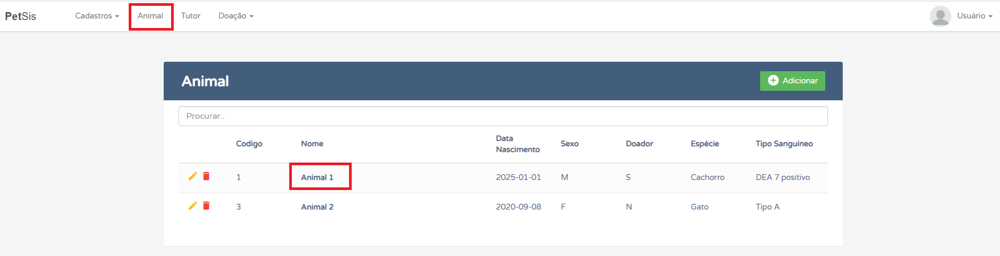 PetSis Cadastros Animal Tutor Doação Usuário
Animal Adicionar
Procurar..
Codigo Nome Data Nascimento Sexo Doador Espécie Tipo Sanguíneo
1 Animal 1 2025-01-01 M S Cachorro DEA 7 positivo
3 Animal 2 2020-09-08 F N Gato Tipo A